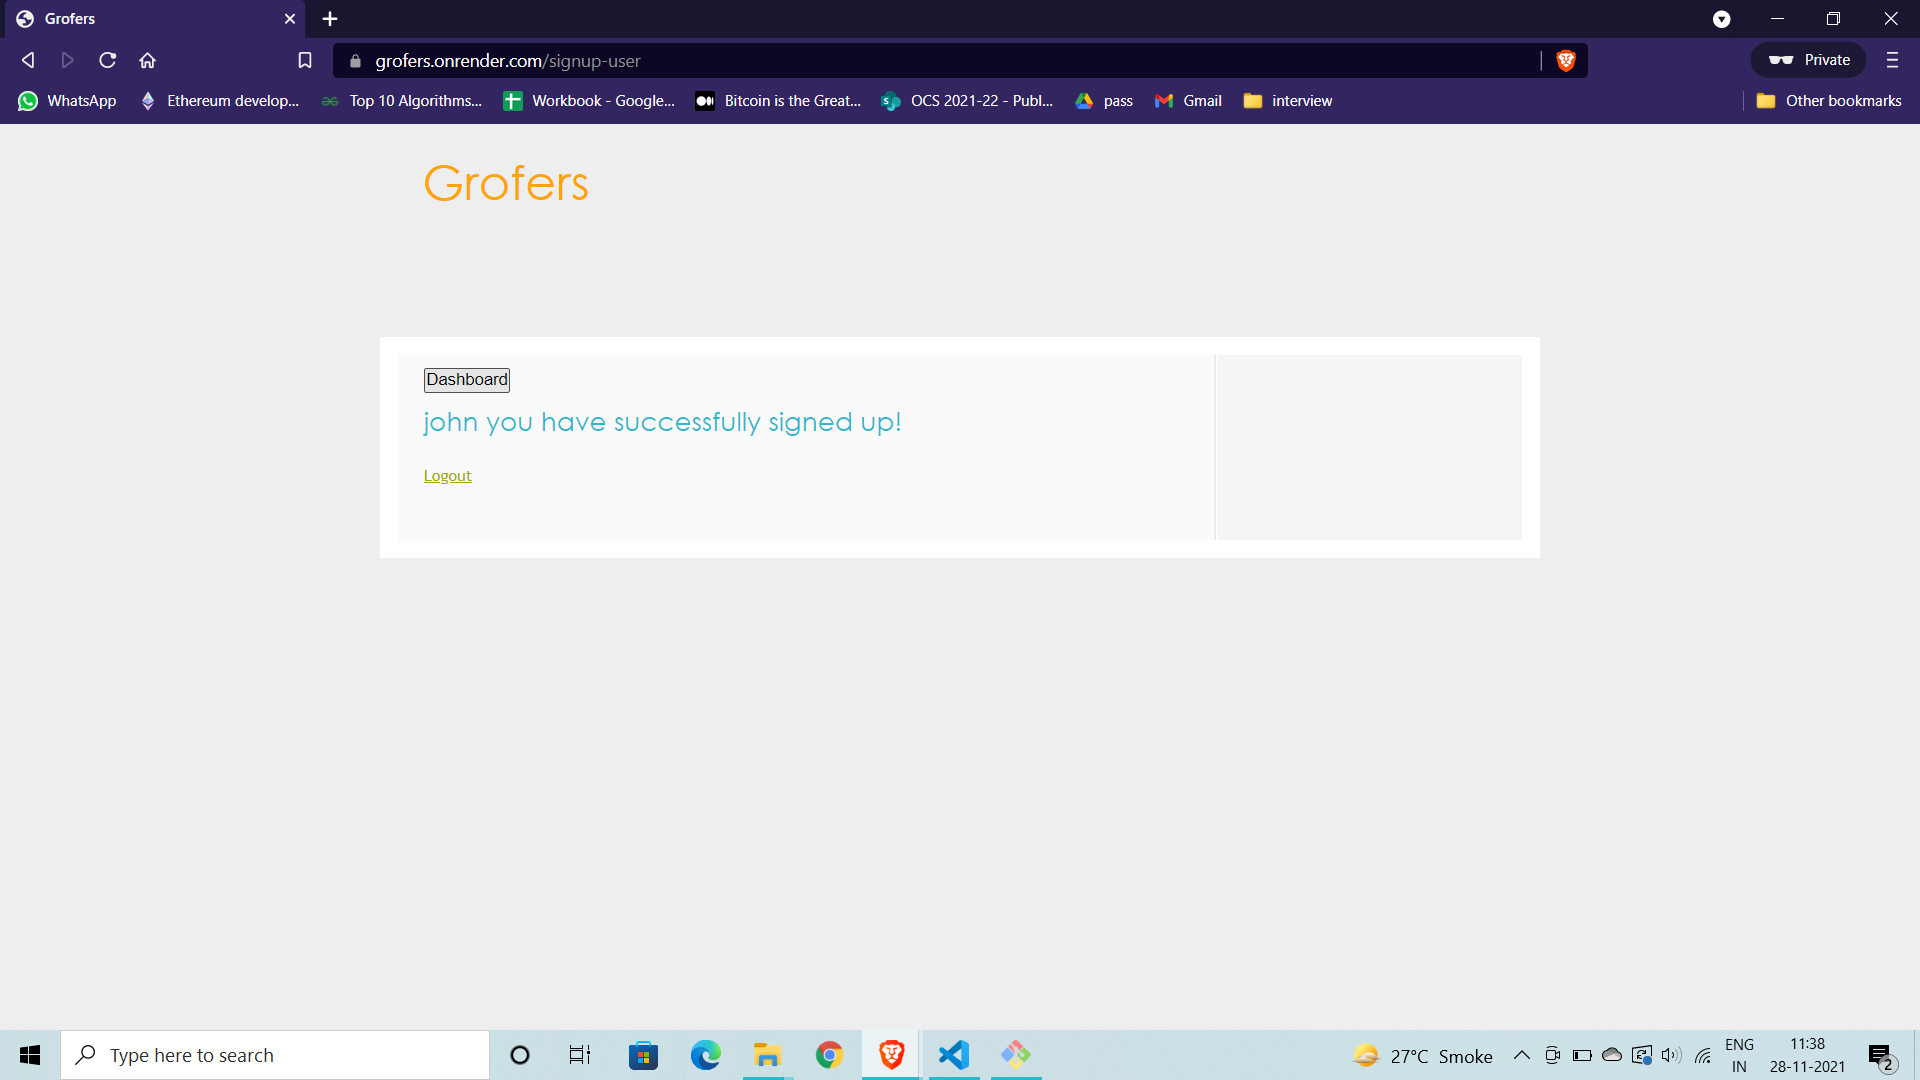 Grofers
grofers.onrender.com/signup-user
Private
WhatsApp
Ethereum develop...
Top 10 Algorithms...
Workbook - Google...
Bitcoin is the Great...
OCS 2021-22 - Publ...
pass
Gmail
interview
Other bookmarks
Grofers
Dashboard
john you have successfully signed up!
Logout
Type here to search
27°C Smoke
ENG
IN
11:38
28-11-2021
2